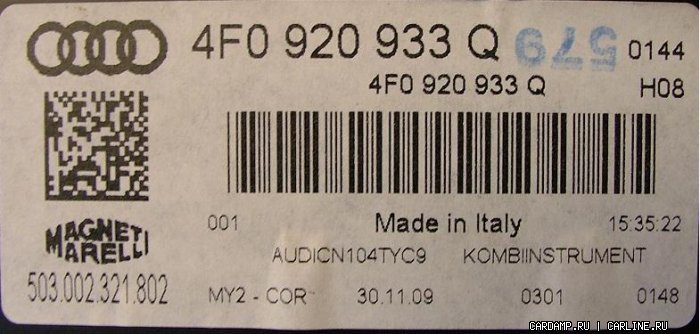 4F0 920 933 Q 579 0144
4F0 920 933 Q H08
MAGNETI
MARELLI
001 Made in Italy 15:35:22
AUDICN104TYC9 KOMBIINSTRUMENT
503.002.321.802
MY2 - COR 30.11.09 0301 0148
CARDAMP.RU | CARLINE.RU